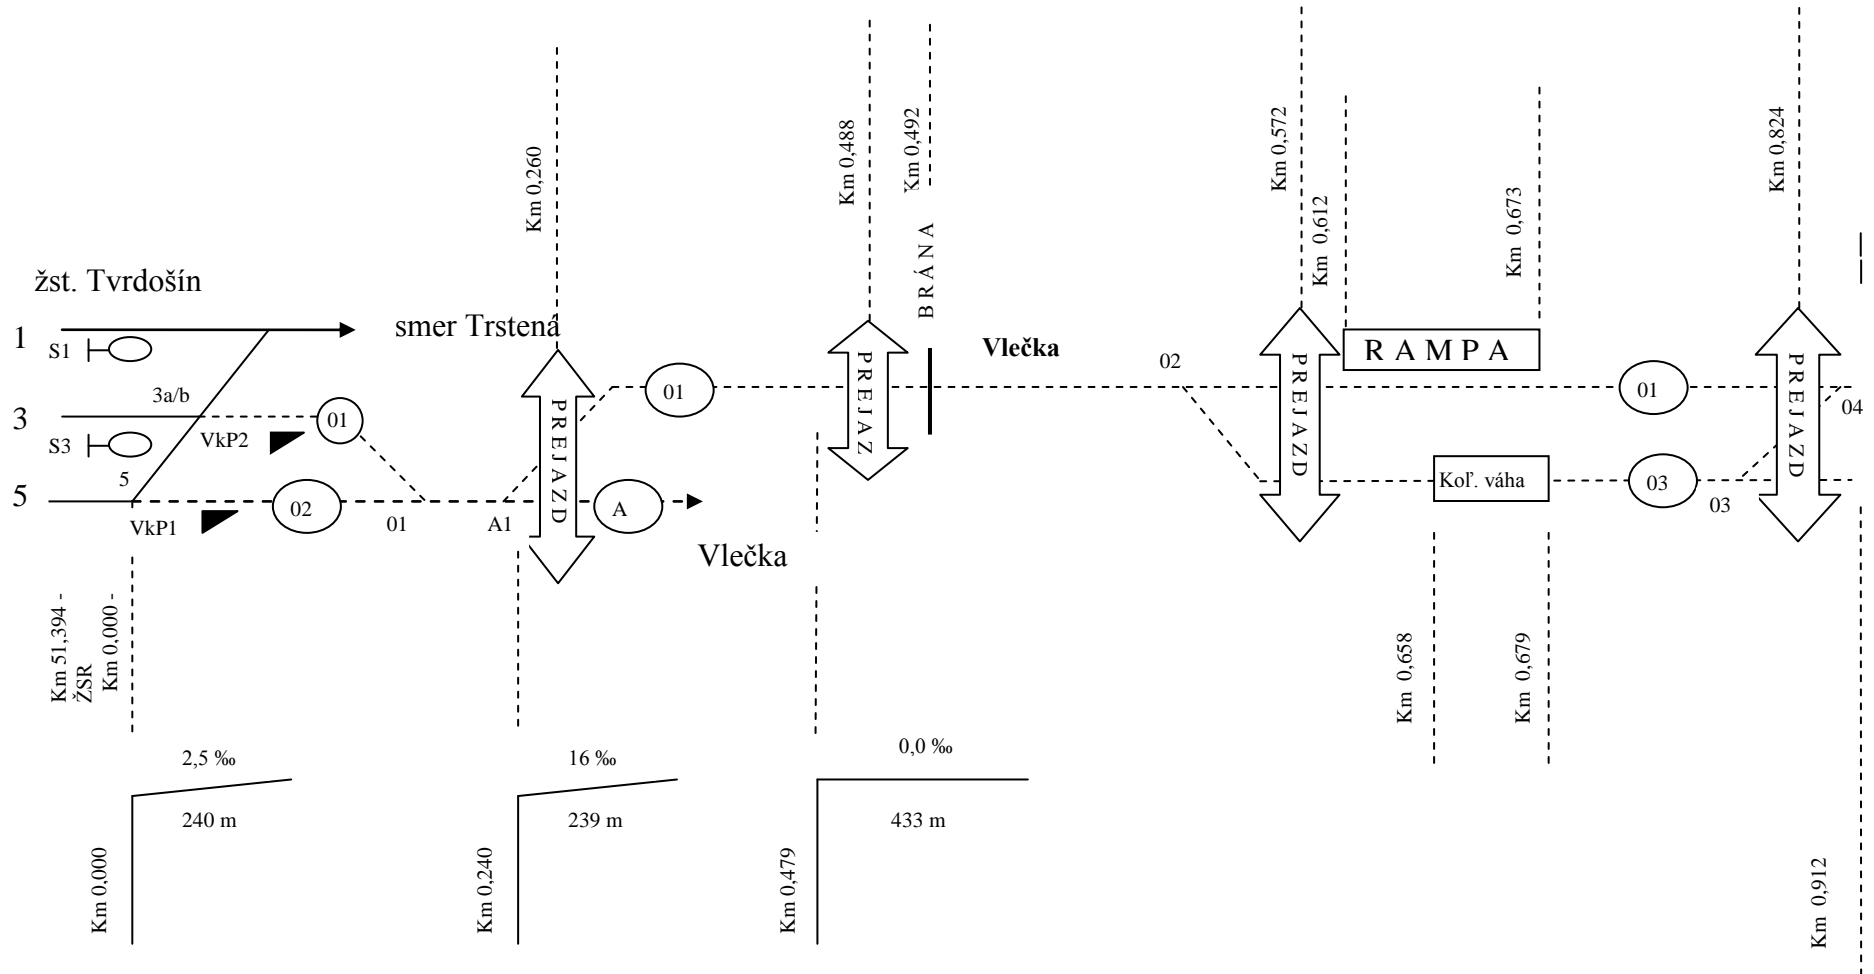 Km 0,260
Km 0,488
Km 0,492
Km 0,572
Km 0,612
Km 0,673
Km 0,824
žst. Tvrdošín
1
S1
smer Trstená
3a/b
3
S3
VkP2
01
5
5
VkP1
02
01
A1
PREJAZD
A
Vlečka
01
PREJAZ
BRÁNA
Vlečka
02
PREJAZD
RAMPA
01
04
Koľ. váha
03
03
PREJAZD
Km 51,394 -
ŽSR
Km 0,000 -
Km 0,658
Km 0,679
2,5 ‰
240 m
Km 0,000
16 ‰
239 m
Km 0,240
0,0 ‰
433 m
Km 0,479
Km 0,912